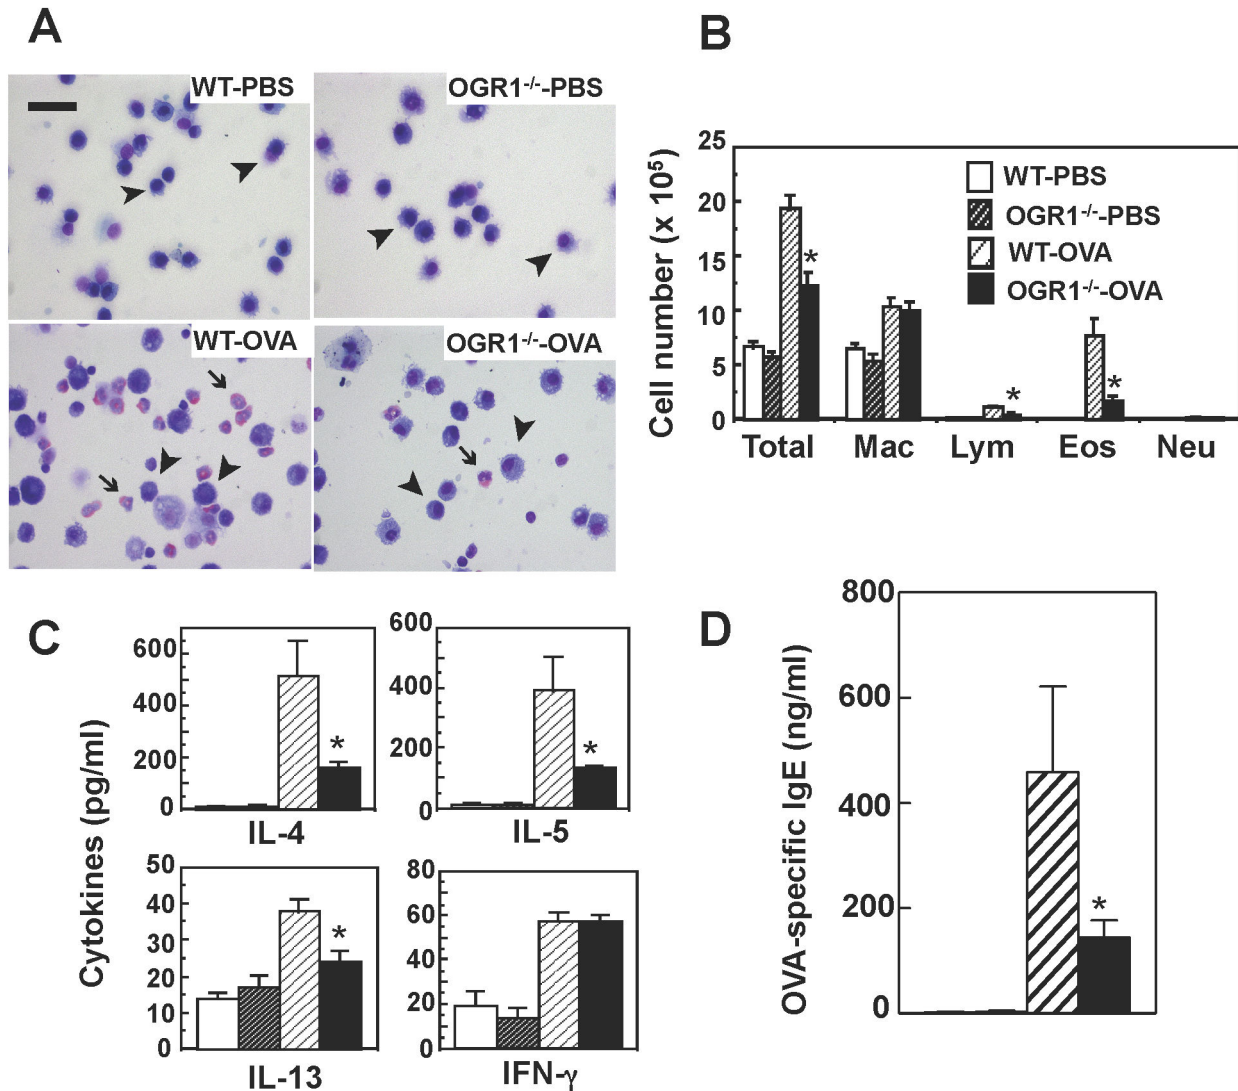 A
WT-PBS
OGR1-/--PBS
WT-OVA
OGR1-/--OVA
B
Cell number (x 10⁵)
25
20
15
10
5
0
WT-PBS
OGR1-/--PBS
WT-OVA
OGR1-/--OVA
*
*
*
Total Mac Lym Eos Neu
C
Cytokines (pg/ml)
600
400
200
0
*
IL-4
600
400
200
0
*
IL-5
50
40
30
20
10
0
*
IL-13
80
60
40
20
0
IFN-γ
D
OVA-specific IgE (ng/ml)
800
600
400
200
0
*